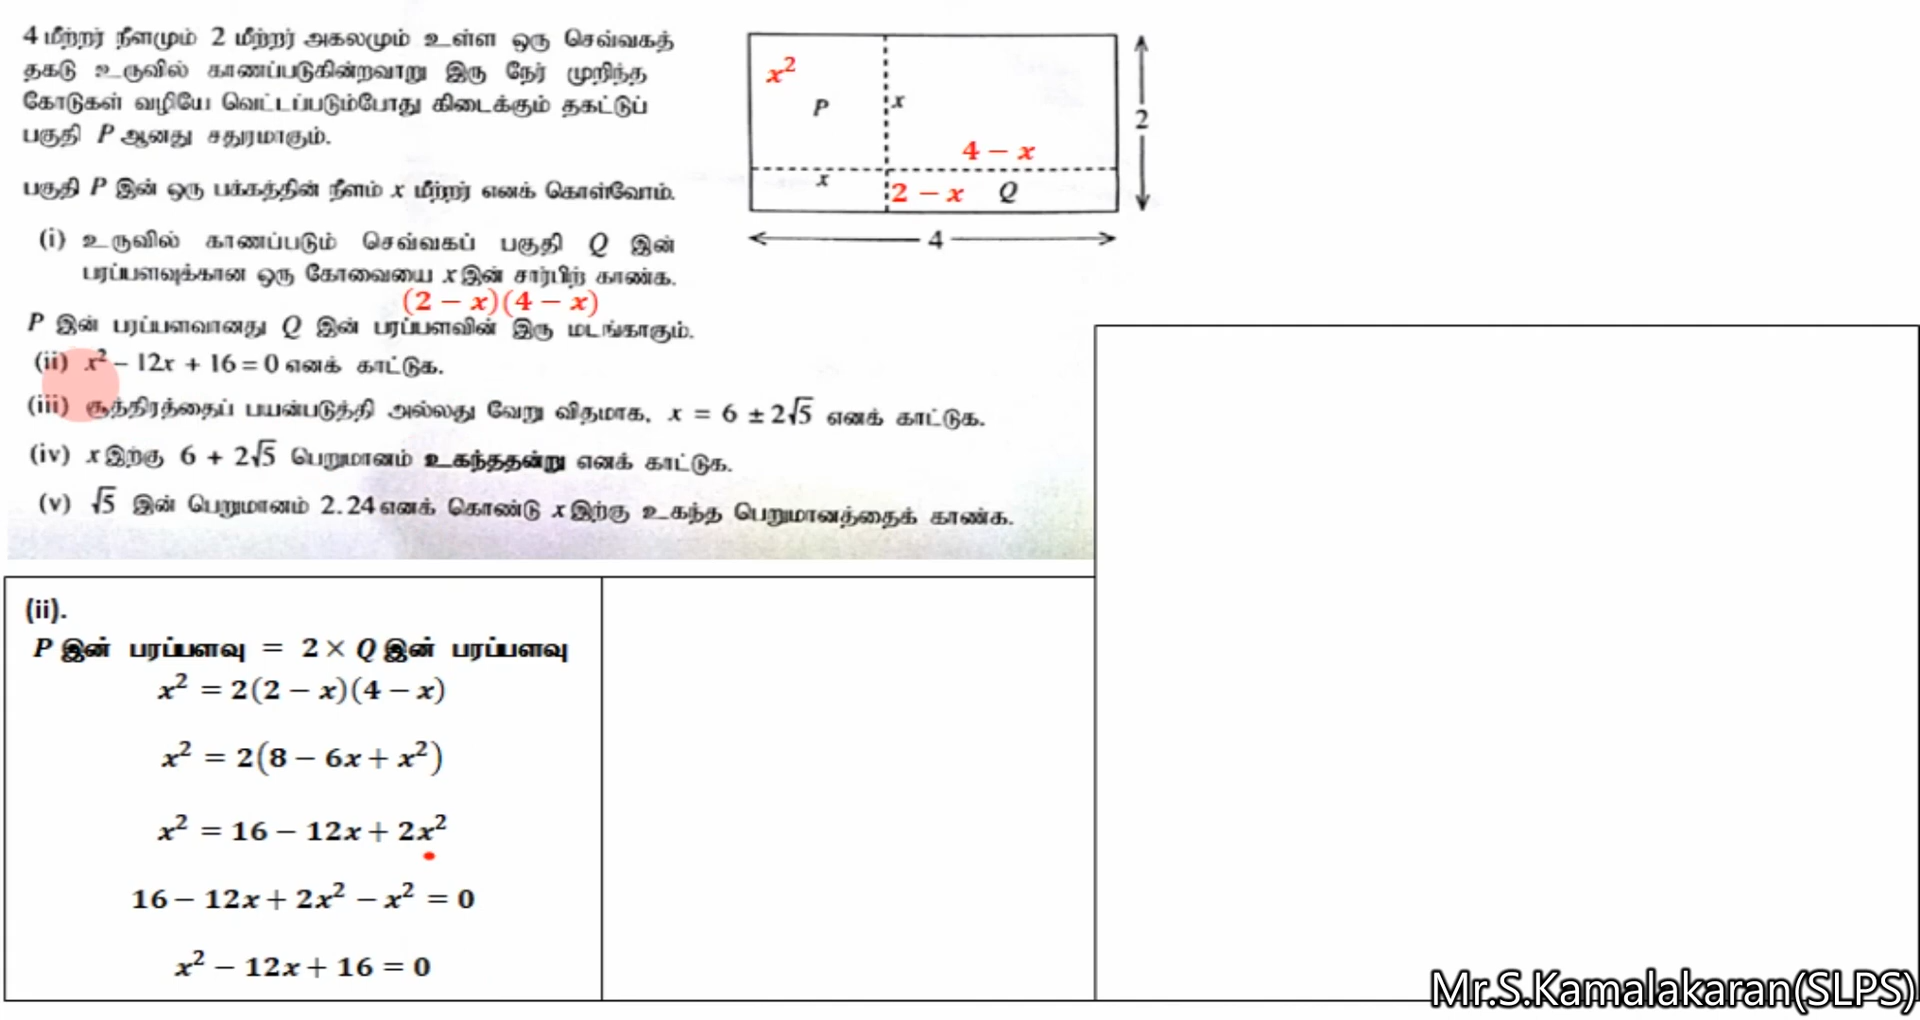 4 மீற்றர் நீளமும் 2 மீற்றர் அகலமும் உள்ள ஒரு செவ்வகத்
தகடு உருவில் காணப்படுகின்றவாறு இரு நேர் முறிந்த
கோடுகள் வழியே வெட்டப்படும்போது கிடைக்கும் தகட்டுப்
பகுதி P ஆனது சதுரமாகும்.
பகுதி P இன் ஒரு பக்கத்தின் நீளம் x மீற்றர் எனக் கொள்வோம்.
(i) உருவில் காணப்படும் செவ்வகப் பகுதி Q இன்
பரப்பளவுக்கான ஒரு கோவையை x இன் சார்பிற் காண்க.
(2 − x)(4 − x)
P இன் பரப்பளவானது Q இன் பரப்பளவின் இரு மடங்காகும்.
(ii) x² − 12x + 16 = 0 எனக் காட்டுக.
(iii) சூத்திரத்தைப் பயன்படுத்தி அல்லது வேறு விதமாக, x = 6 ± 2√5 எனக் காட்டுக.
(iv) x இற்கு 6 + 2√5 பெறுமானம் உகந்ததன்று எனக் காட்டுக.
(v) √5 இன் பெறுமானம் 2.24 எனக் கொண்டு x இற்கு உகந்த பெறுமானத்தைக் காண்க.
x²
P
x
4 − x
x
2 − x
Q
2
4
(ii).
P இன் பரப்பளவு = 2 × Q இன் பரப்பளவு
x² = 2(2 − x)(4 − x)
x² = 2(8 − 6x + x²)
x² = 16 − 12x + 2x²
16 − 12x + 2x² − x² = 0
x² − 12x + 16 = 0
Mr.S.Kamalakaran(SLPS)